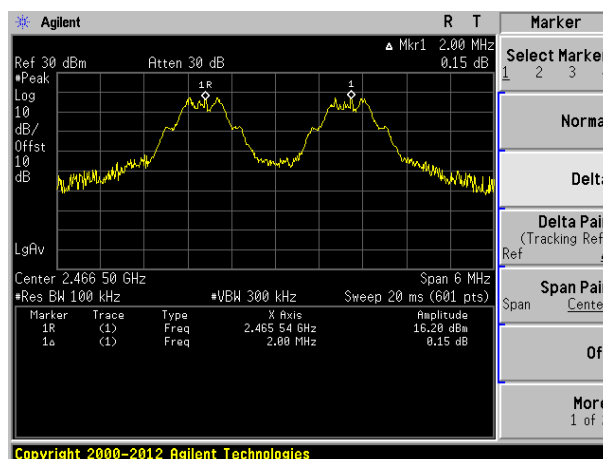 Agilent R T
Δ Mkr1 2.00 MHz
Ref 30 dBm Atten 30 dB 0.15 dB
#Peak
Log
10
dB/
Offst
10
dB
LgAv
1R 1
Center 2.466 50 GHz Span 6 MHz
#Res BW 100 kHz #VBW 300 kHz Sweep 20 ms (601 pts)
Marker Trace Type X Axis Amplitude
1R (1) Freq 2.465 54 GHz 16.20 dBm
1Δ (1) Freq 2.00 MHz 0.15 dB
Copyright 2000-2012 Agilent Technologies
Marker
Select Marker
1 2 3
Norma
Delta
Delta Pair
(Tracking Ref
Ref
Span Pair
Span Cente
Of
More
1 of